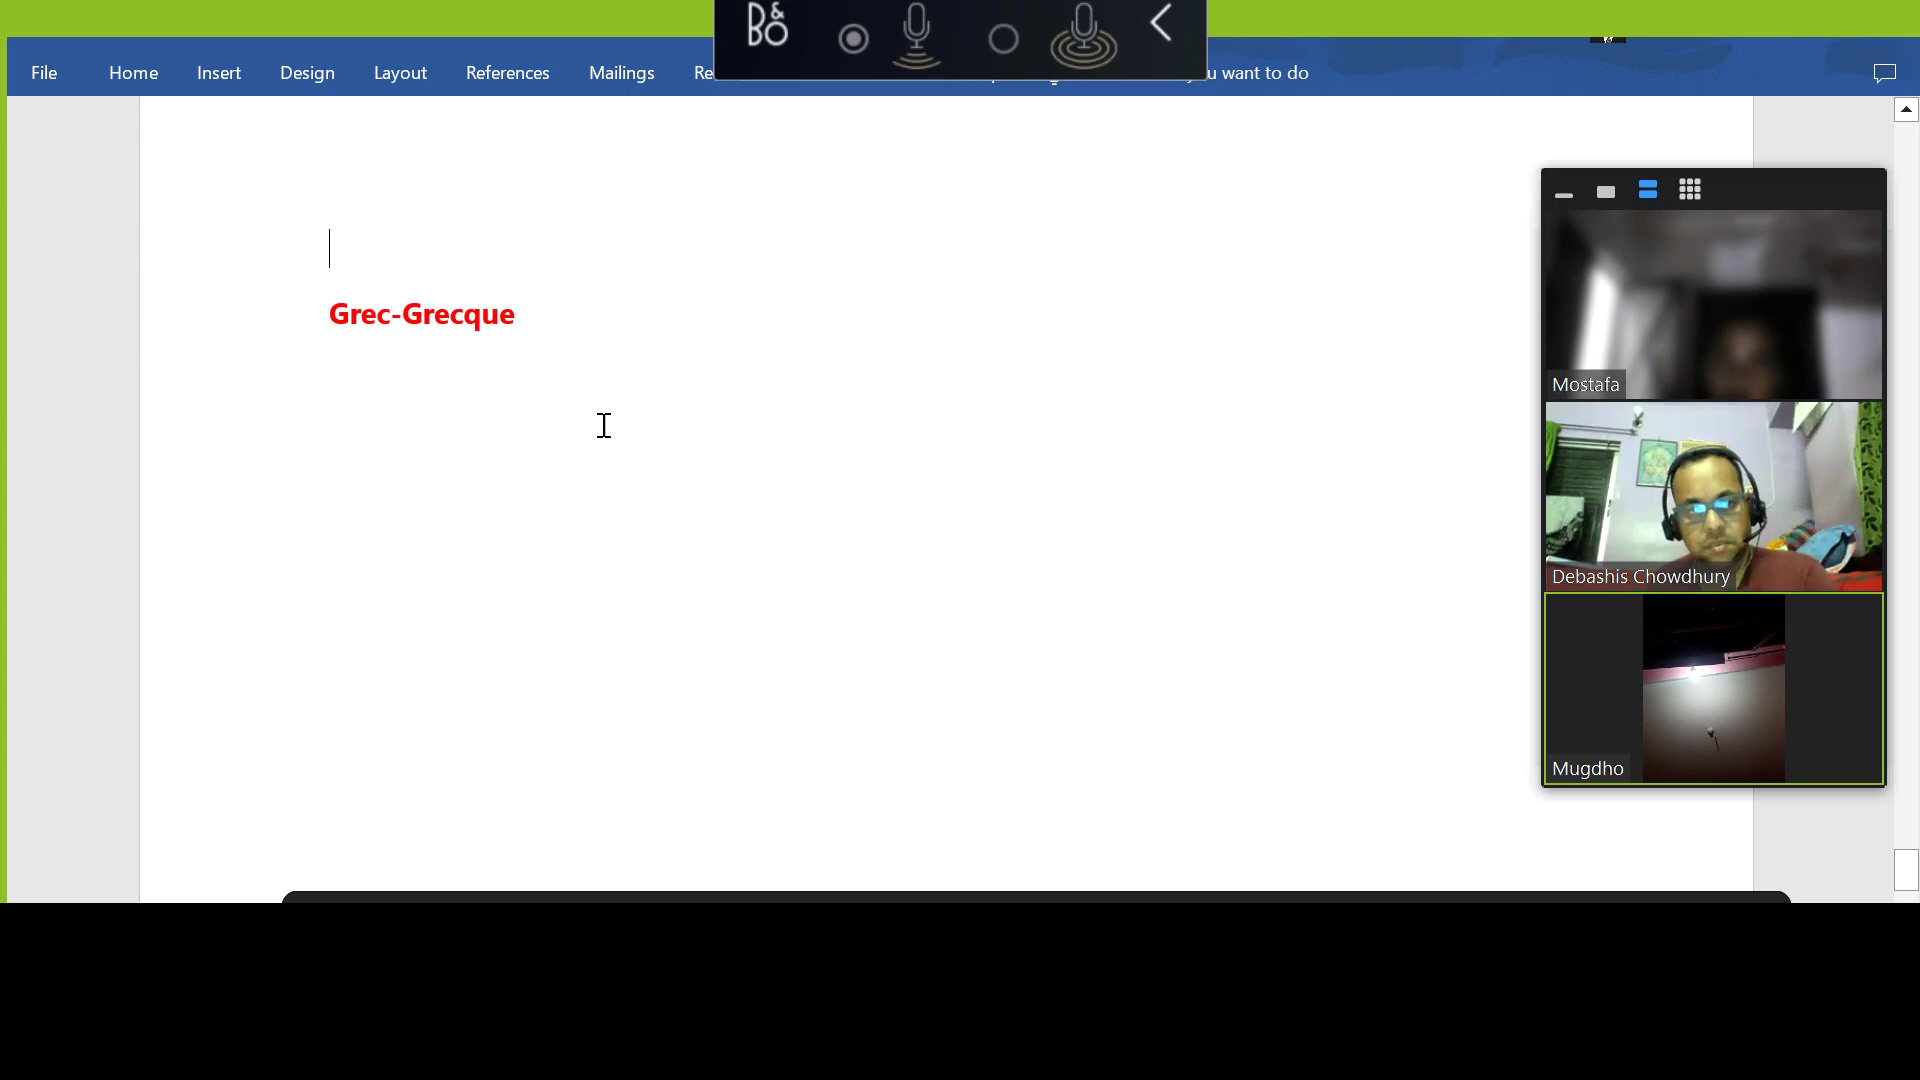 B&O
File Home Insert Design Layout References Mailings Re u want to do
Grec-Grecque
Mostafa
Debashis Chowdhury
Mugdho